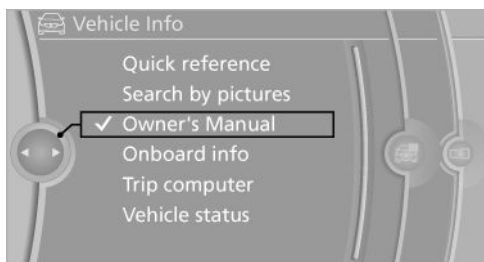 Vehicle Info
Quick reference
Search by pictures
Owner's Manual
Onboard info
Trip computer
Vehicle status